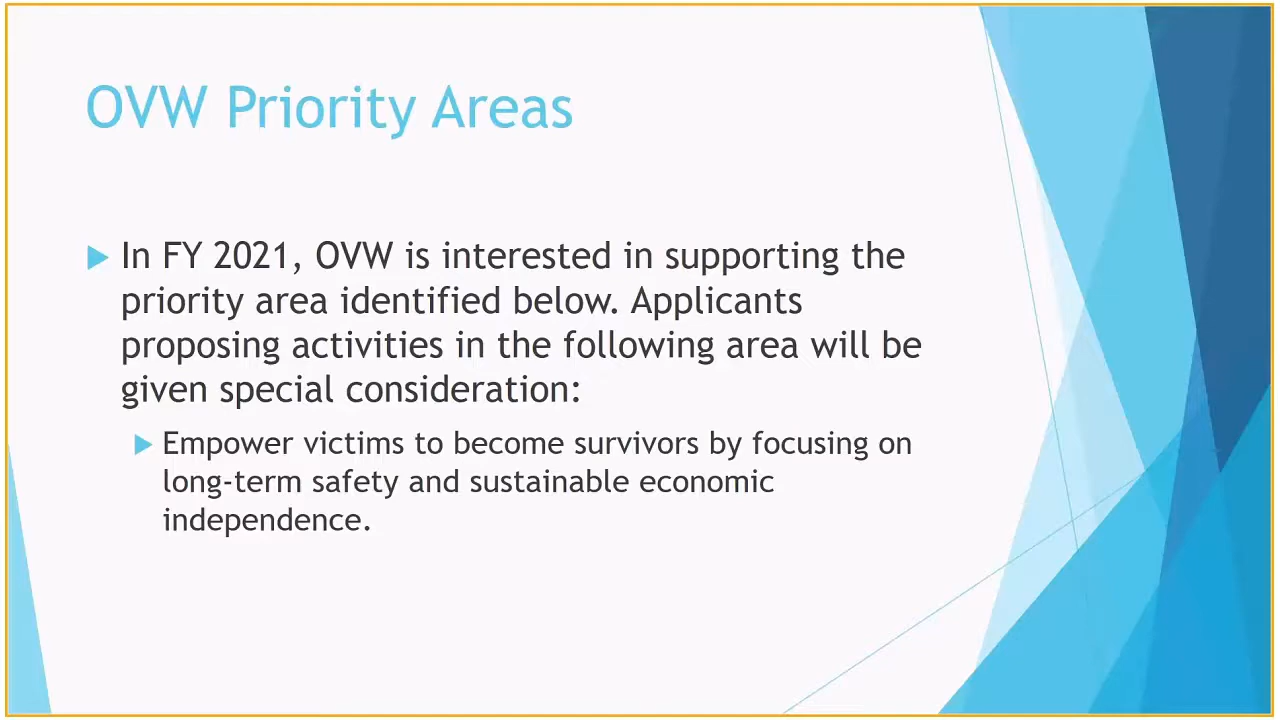 OVW Priority Areas
In FY 2021, OVW is interested in supporting the
priority area identified below. Applicants
proposing activities in the following area will be
given special consideration:
Empower victims to become survivors by focusing on
long-term safety and sustainable economic
independence.